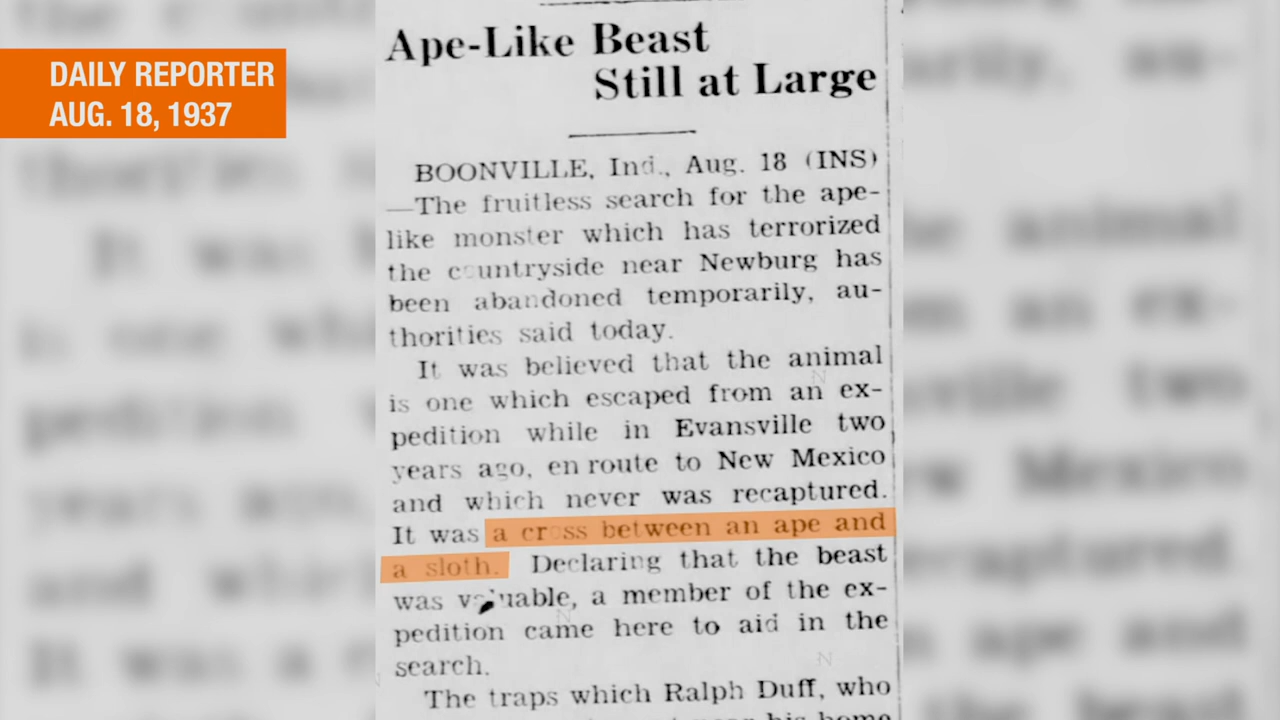 DAILY REPORTER
AUG. 18, 1937
Ape-Like Beast
Still at Large
BOONVILLE, Ind., Aug. 18 (INS)
—The fruitless search for the ape-
like monster which has terrorized
the countryside near Newburg has
been abandoned temporarily, au-
thorities said today.
It was believed that the animal
is one which escaped from an ex-
pedition while in Evansville two
years ago, en route to New Mexico
and which never was recaptured.
It was a cross between an ape and
a sloth. Declaring that the beast
was valuable, a member of the ex-
pedition came here to aid in the
search.
The traps which Ralph Duff, who
his home